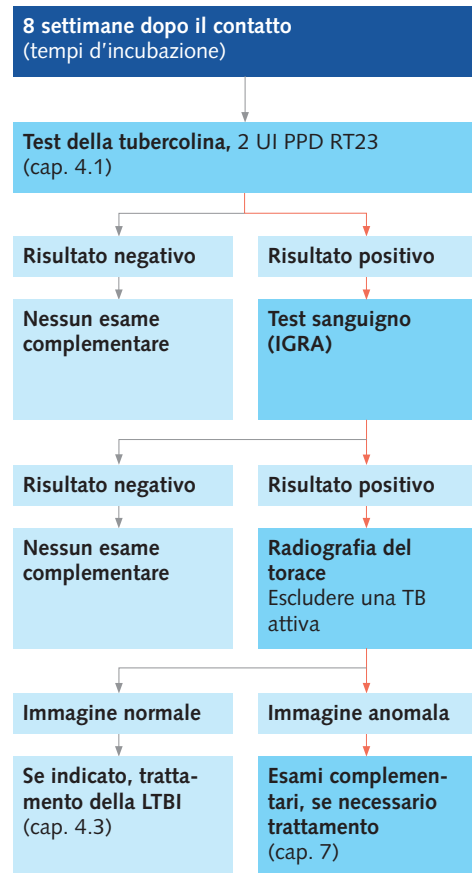 8 settimane dopo il contatto
(tempi d’incubazione)
Test della tubercolina, 2 UI PPD RT23
(cap. 4.1)
Risultato negativo
Risultato positivo
Nessun esame
complementare
Test sanguigno
(IGRA)
Risultato negativo
Risultato positivo
Nessun esame
complementare
Radiografia del
torace
Escludere una TB
attiva
Immagine normale
Immagine anomala
Se indicato, tratta-
mento della LTBI
(cap. 4.3)
Esami complemen-
tari, se necessario
trattamento
(cap. 7)